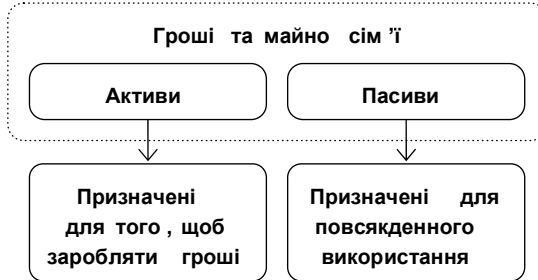 Гроші та майно сім’ї
Активи
Пасиви
Призначені
для того, щоб
заробляти гроші
Призначені для
повсякденного
використання